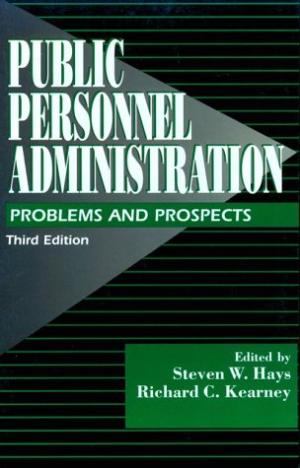 PUBLIC
PERSONNEL
ADMINISTRATION
PROBLEMS AND PROSPECTS
Third Edition
Edited by
Steven W. Hays
Richard C. Kearney